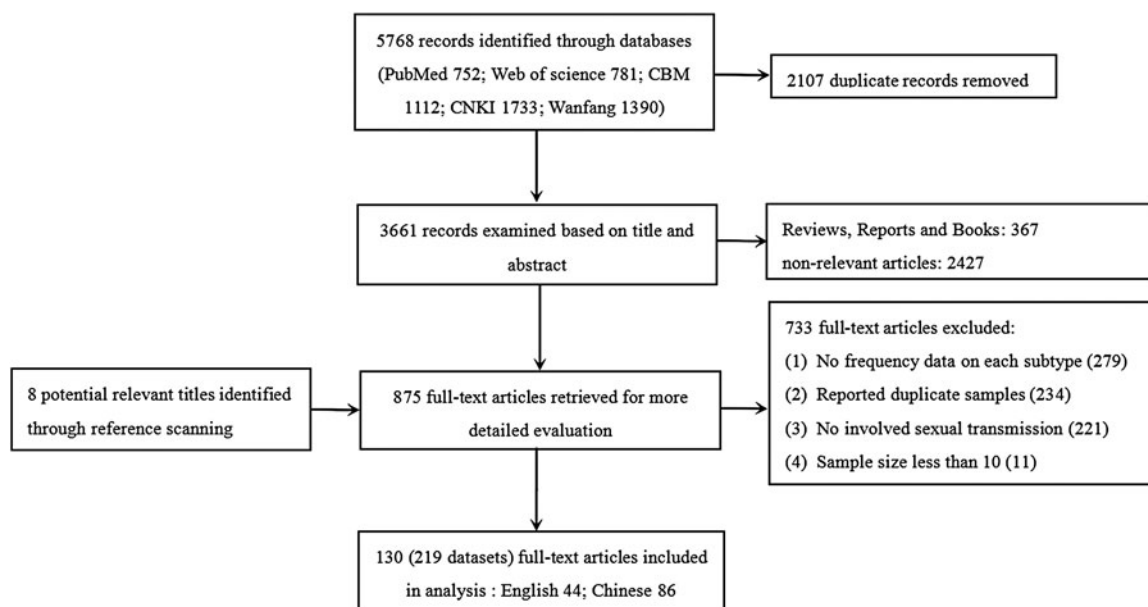 5768 records identified through databases
(PubMed 752; Web of science 781; CBM
1112; CNKI 1733; Wanfang 1390)
2107 duplicate records removed
3661 records examined based on title and
abstract
Reviews, Reports and Books: 367
non-relevant articles: 2427
8 potential relevant titles identified
through reference scanning
875 full-text articles retrieved for more
detailed evaluation
733 full-text articles excluded:
(1) No frequency data on each subtype (279)
(2) Reported duplicate samples (234)
(3) No involved sexual transmission (221)
(4) Sample size less than 10 (11)
130 (219 datasets) full-text articles included
in analysis : English 44; Chinese 86